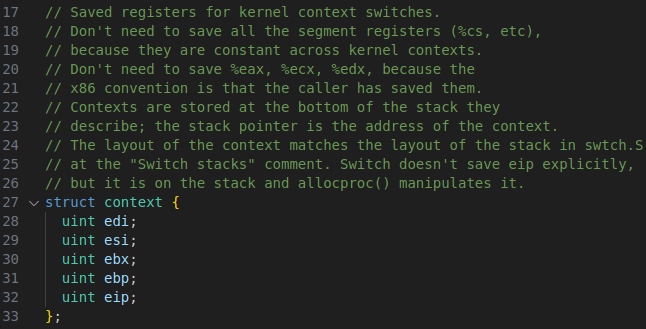 17 // Saved registers for kernel context switches.
18 // Don't need to save all the segment registers (%cs, etc),
19 // because they are constant across kernel contexts.
20 // Don't need to save %eax, %ecx, %edx, because the
21 // x86 convention is that the caller has saved them.
22 // Contexts are stored at the bottom of the stack they
23 // describe; the stack pointer is the address of the context.
24 // The layout of the context matches the layout of the stack in swtch.S
25 // at the "Switch stacks" comment. Switch doesn't save eip explicitly,
26 // but it is on the stack and allocproc() manipulates it.
27 struct context {
28 uint edi;
29 uint esi;
30 uint ebx;
31 uint ebp;
32 uint eip;
33 };